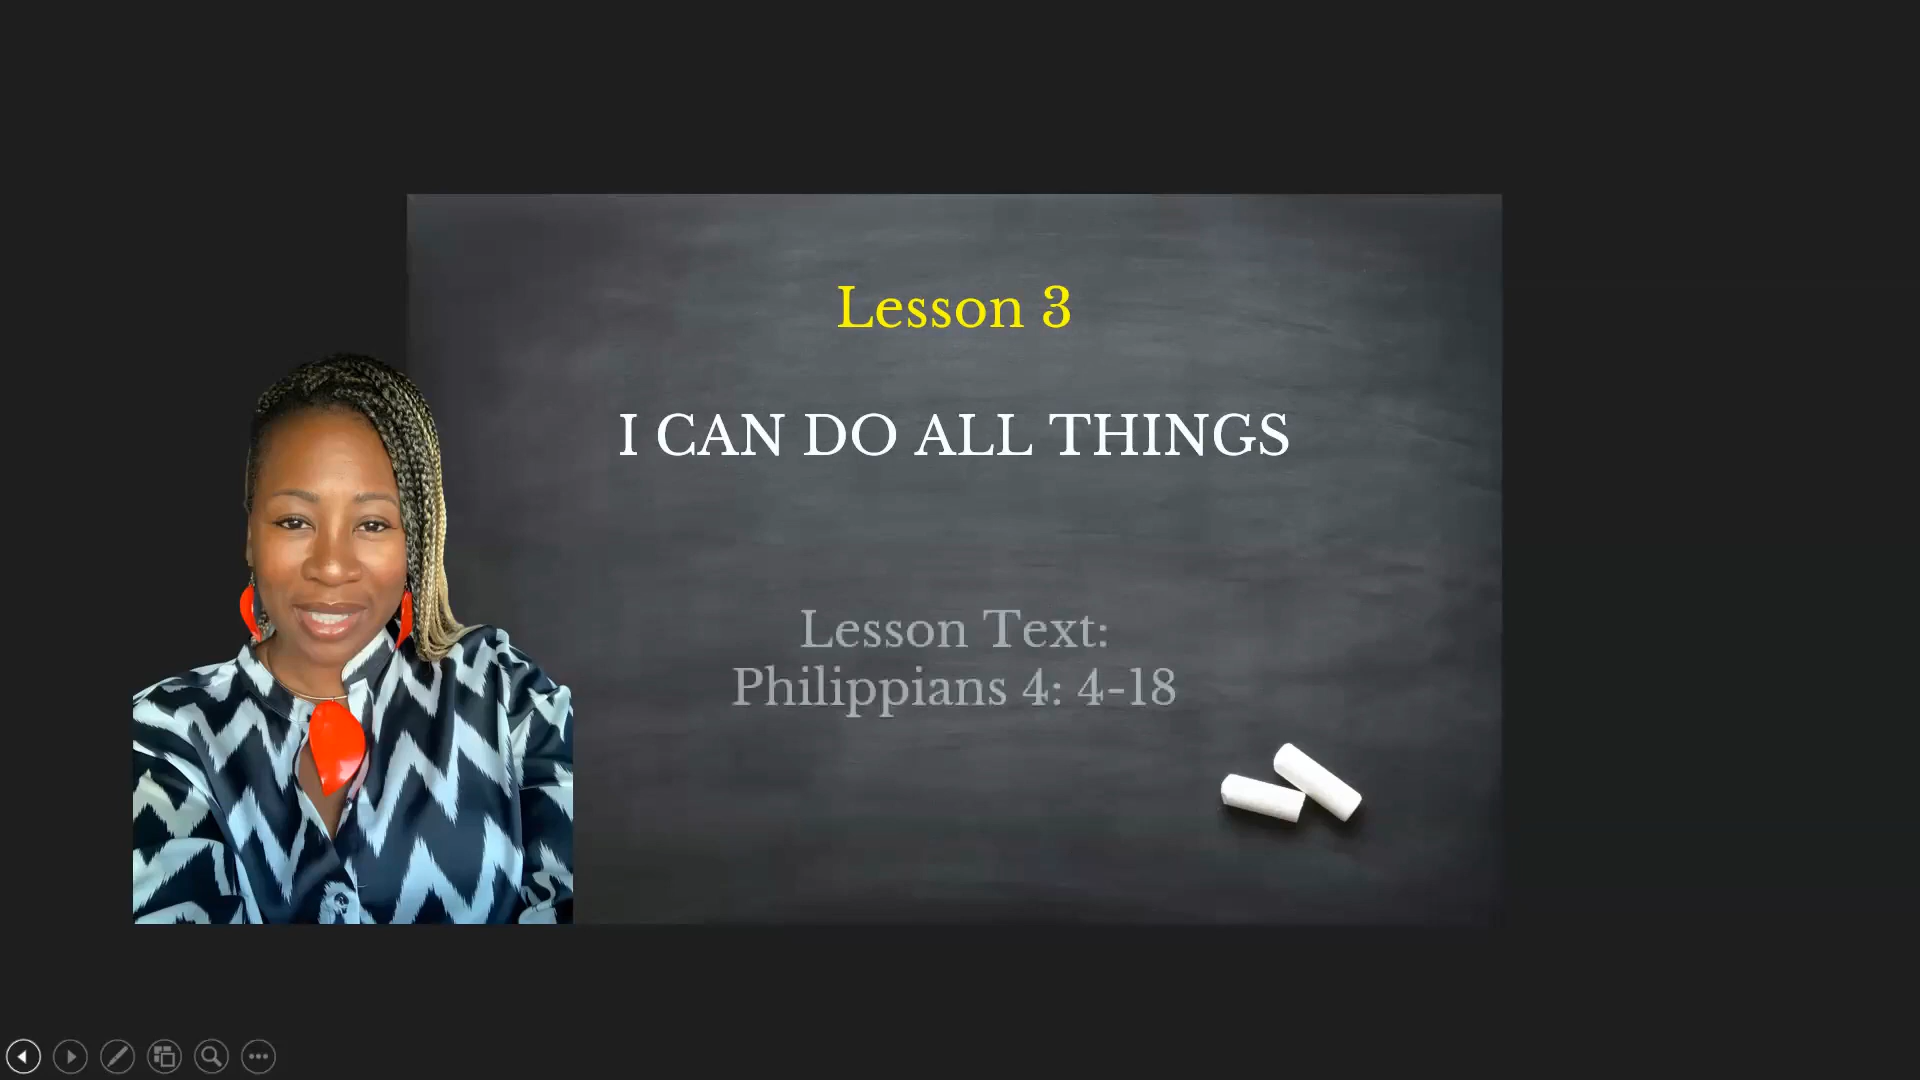 Lesson 3
I CAN DO ALL THINGS
Lesson Text:
Philippians 4: 4-18